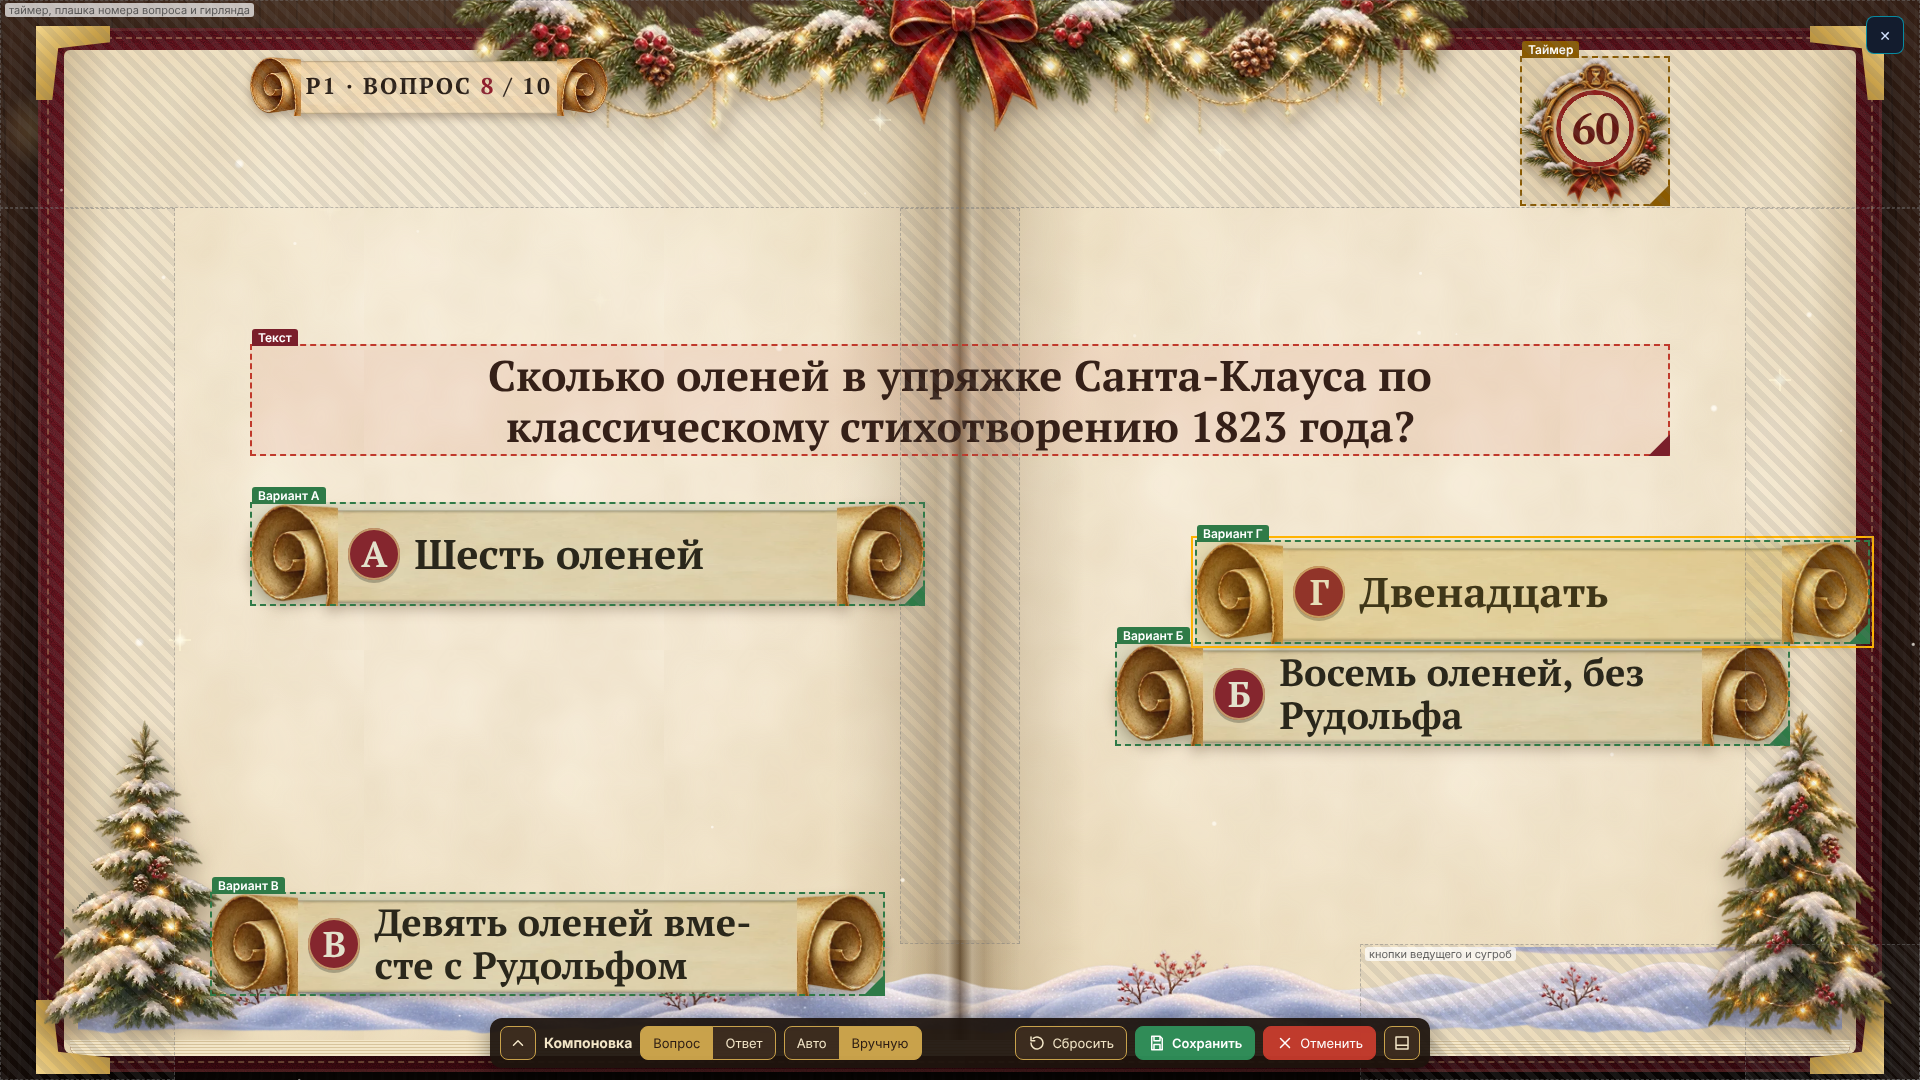 таймер, плашка номера вопроса и гирлянда
Р1 · ВОПРОС 8 / 10
×
Таймер
60
Текст
Сколько оленей в упряжке Санта-Клауса по
классическому стихотворению 1823 года?
Вариант А
А Шесть оленей
Вариант Г
Г Двенадцать
Вариант Б
Б Восемь оленей, без
Рудольфа
Вариант В
В Девять оленей вме-
сте с Рудольфом
кнопки ведущего и сугроб
Компоновка Вопрос Ответ Авто Вручную Сбросить Сохранить Отменить